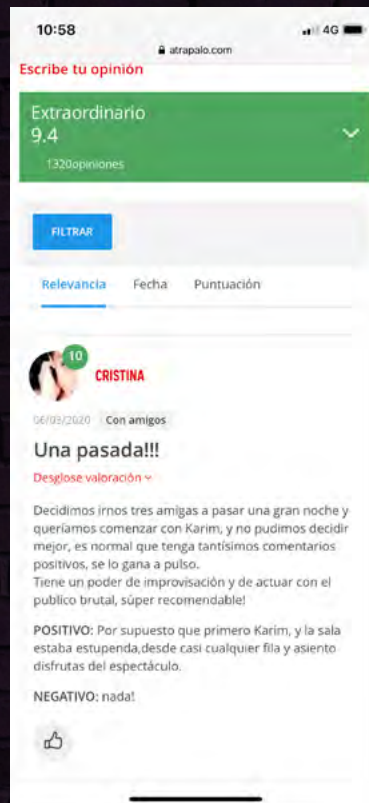 10:58
4G
atrapalo.com
Escribe tu opinión
Extraordinario
9.4
1320opiniones
FILTRAR
Relevancia Fecha Puntuación
10
CRISTINA
06/03/2020 Con amigos
Una pasada!!!
Desglose valoración
Decidimos irnos tres amigas a pasar una gran noche y
queríamos comenzar con Karim, y no pudimos decidir
mejor, es normal que tenga tantísimos comentarios
positivos, se lo gana a pulso.
Tiene un poder de improvisación y de actuar con el
publico brutal, súper recomendable!
POSITIVO: Por supuesto que primero Karim, y la sala
estaba estupenda,desde casi cualquier fila y asiento
disfrutas del espectáculo.
NEGATIVO: nada!